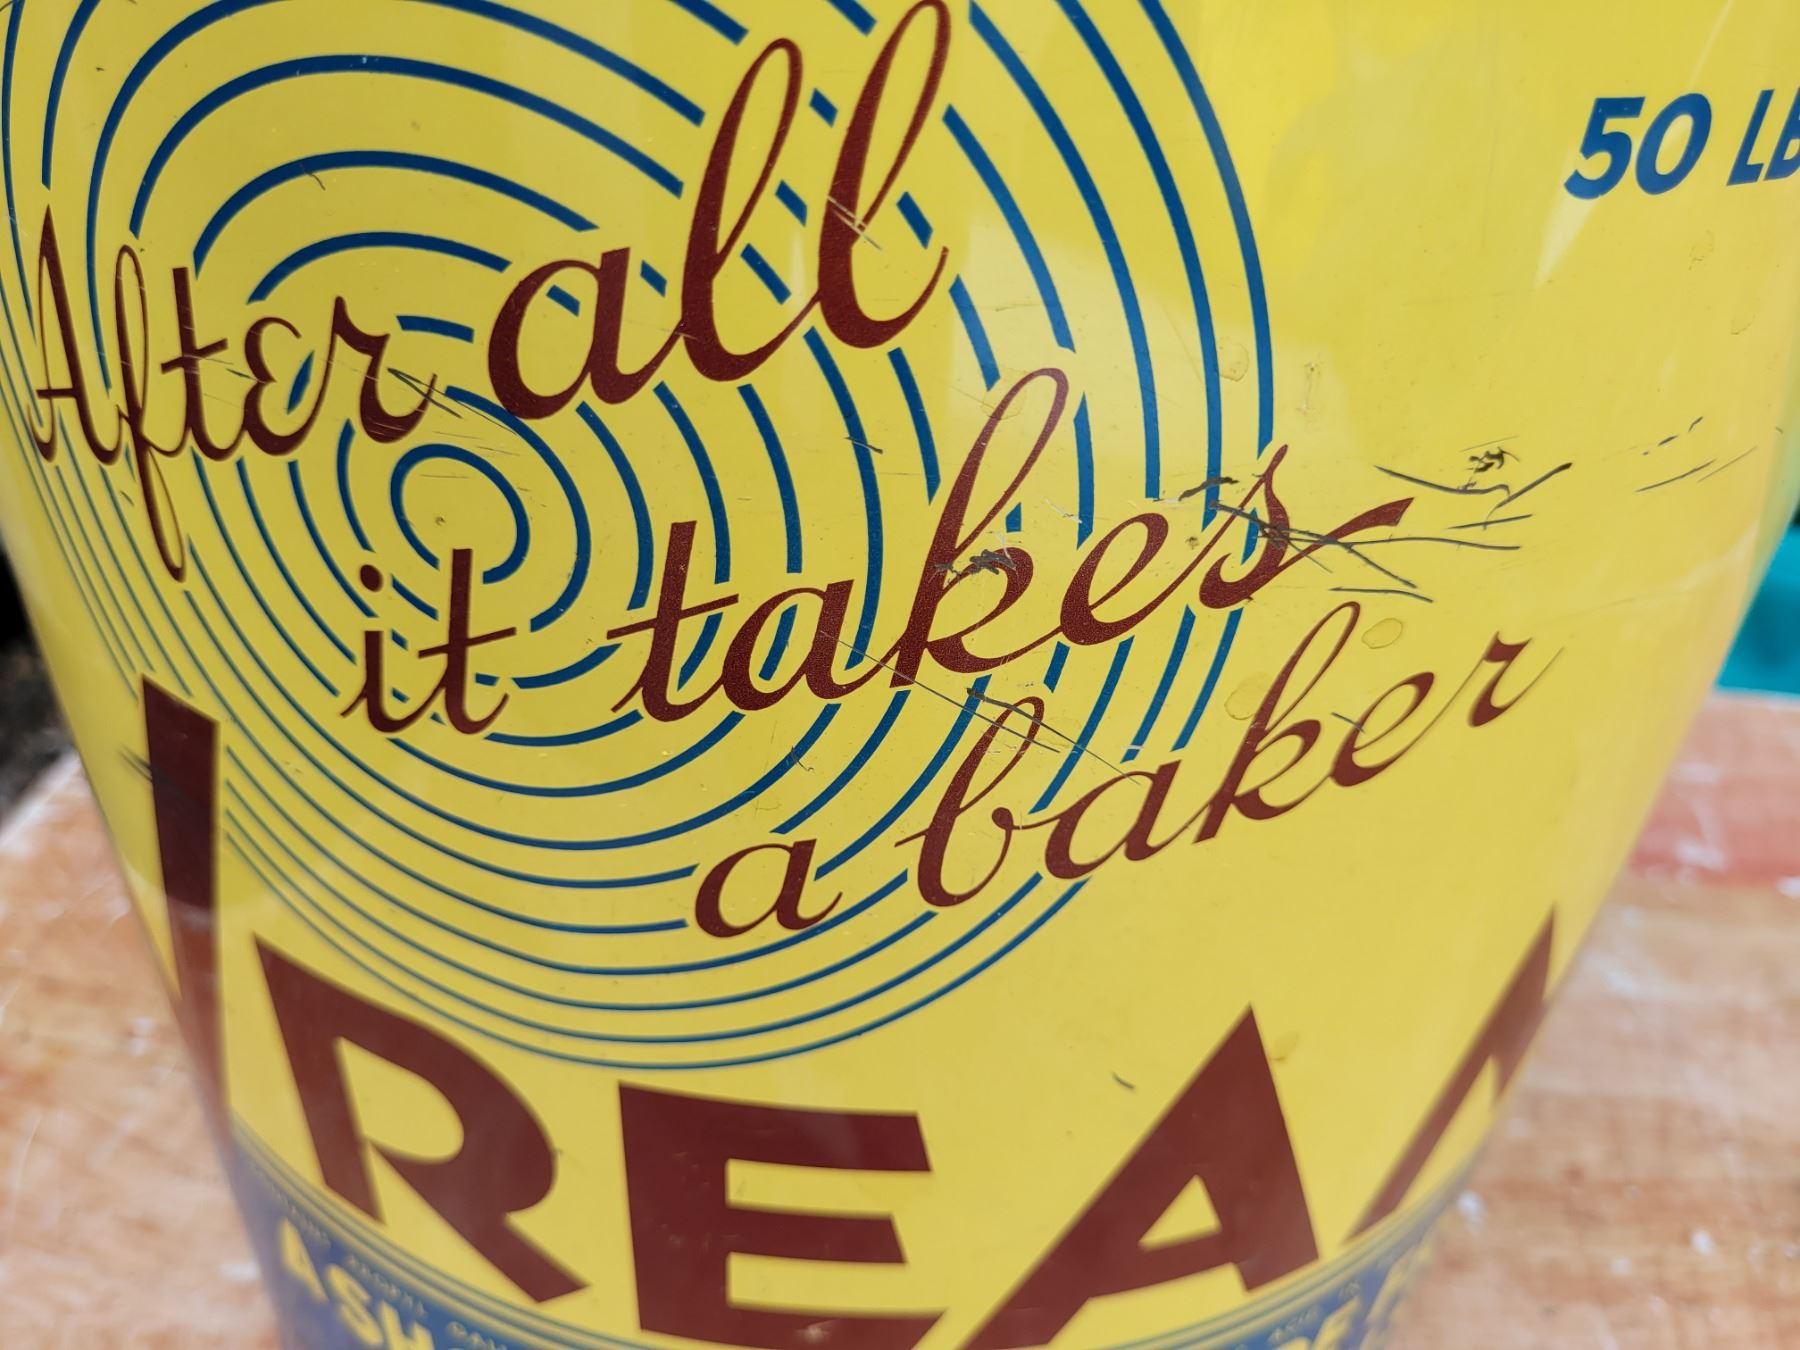 50 LB
After all
it takes
a baker
REA